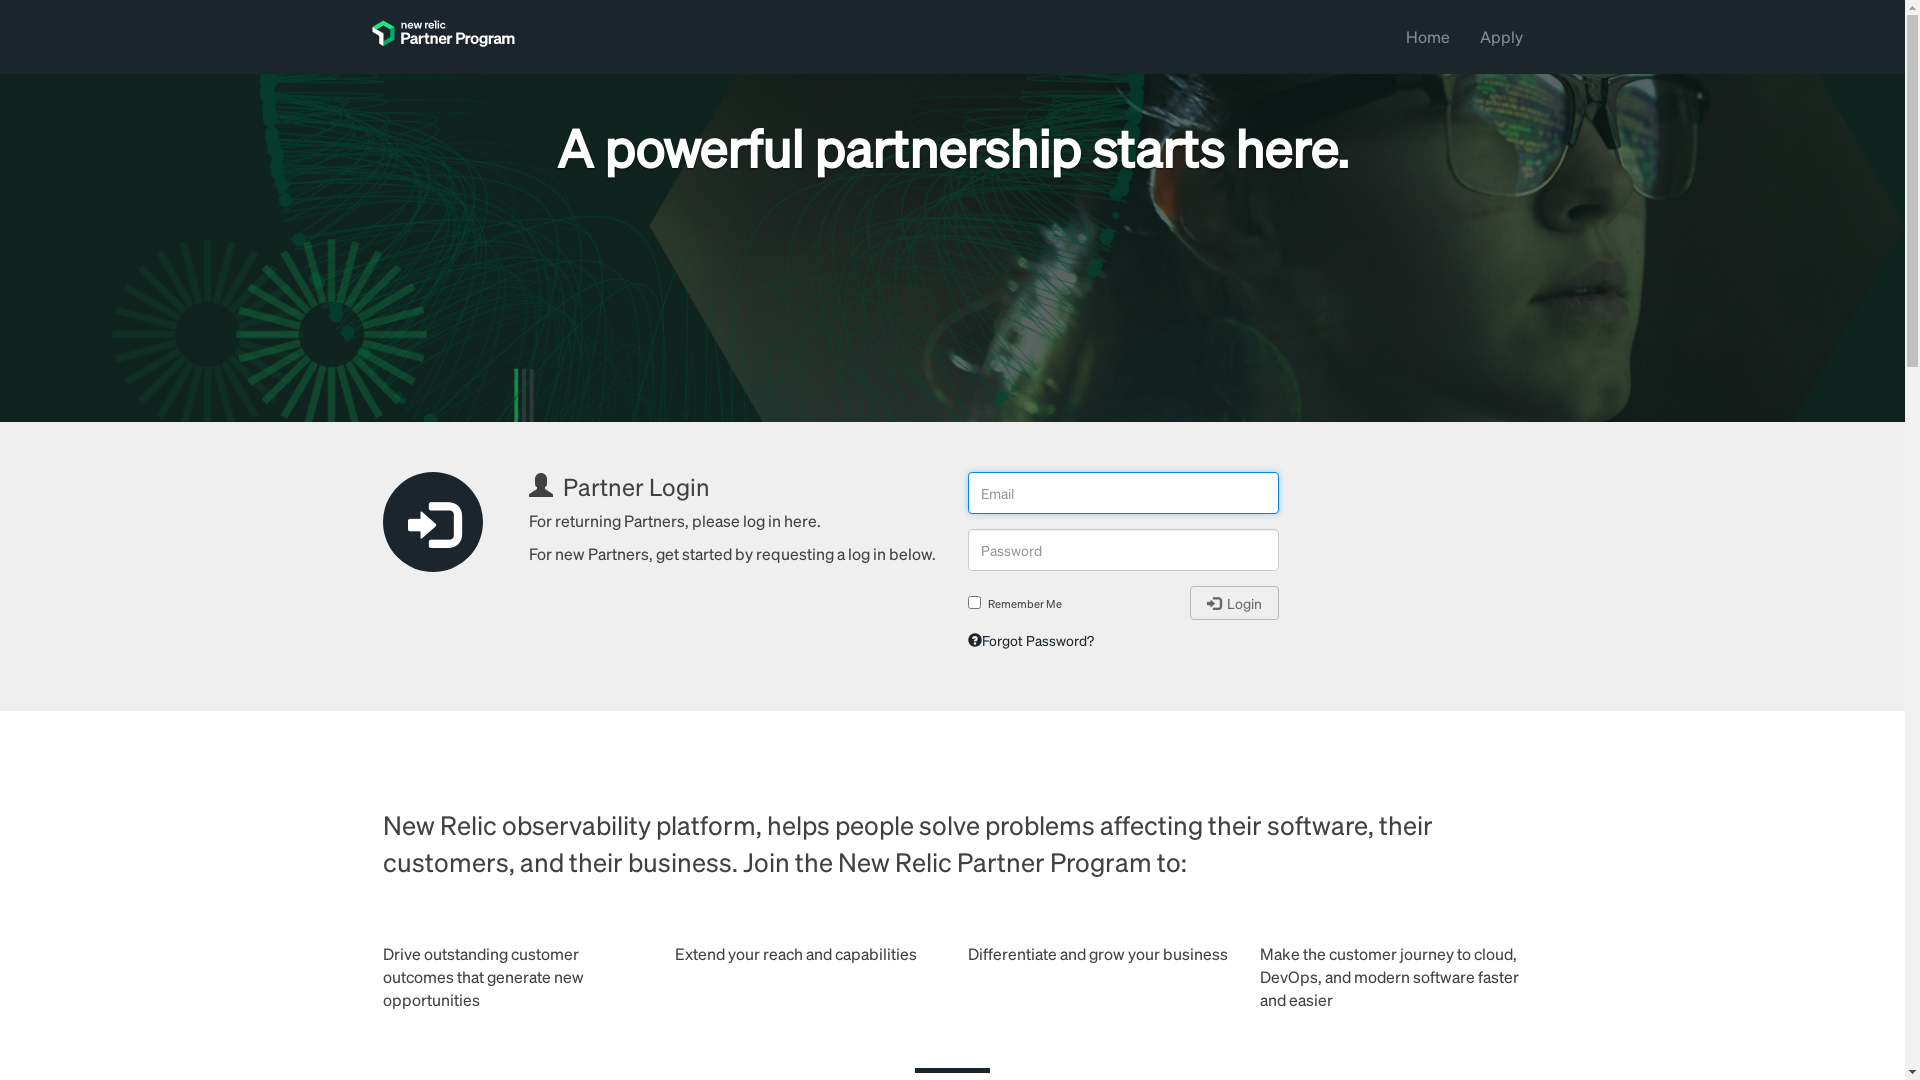 new relic
Partner Program
Home
Apply
A powerful partnership starts here.
Partner Login
For returning Partners, please log in here.
For new Partners, get started by requesting a log in below.
Email
Password
Remember Me
Login
Forgot Password?
New Relic observability platform, helps people solve problems affecting their software, their
customers, and their business. Join the New Relic Partner Program to:
Drive outstanding customer
outcomes that generate new
opportunities
Extend your reach and capabilities
Differentiate and grow your business
Make the customer journey to cloud,
DevOps, and modern software faster
and easier